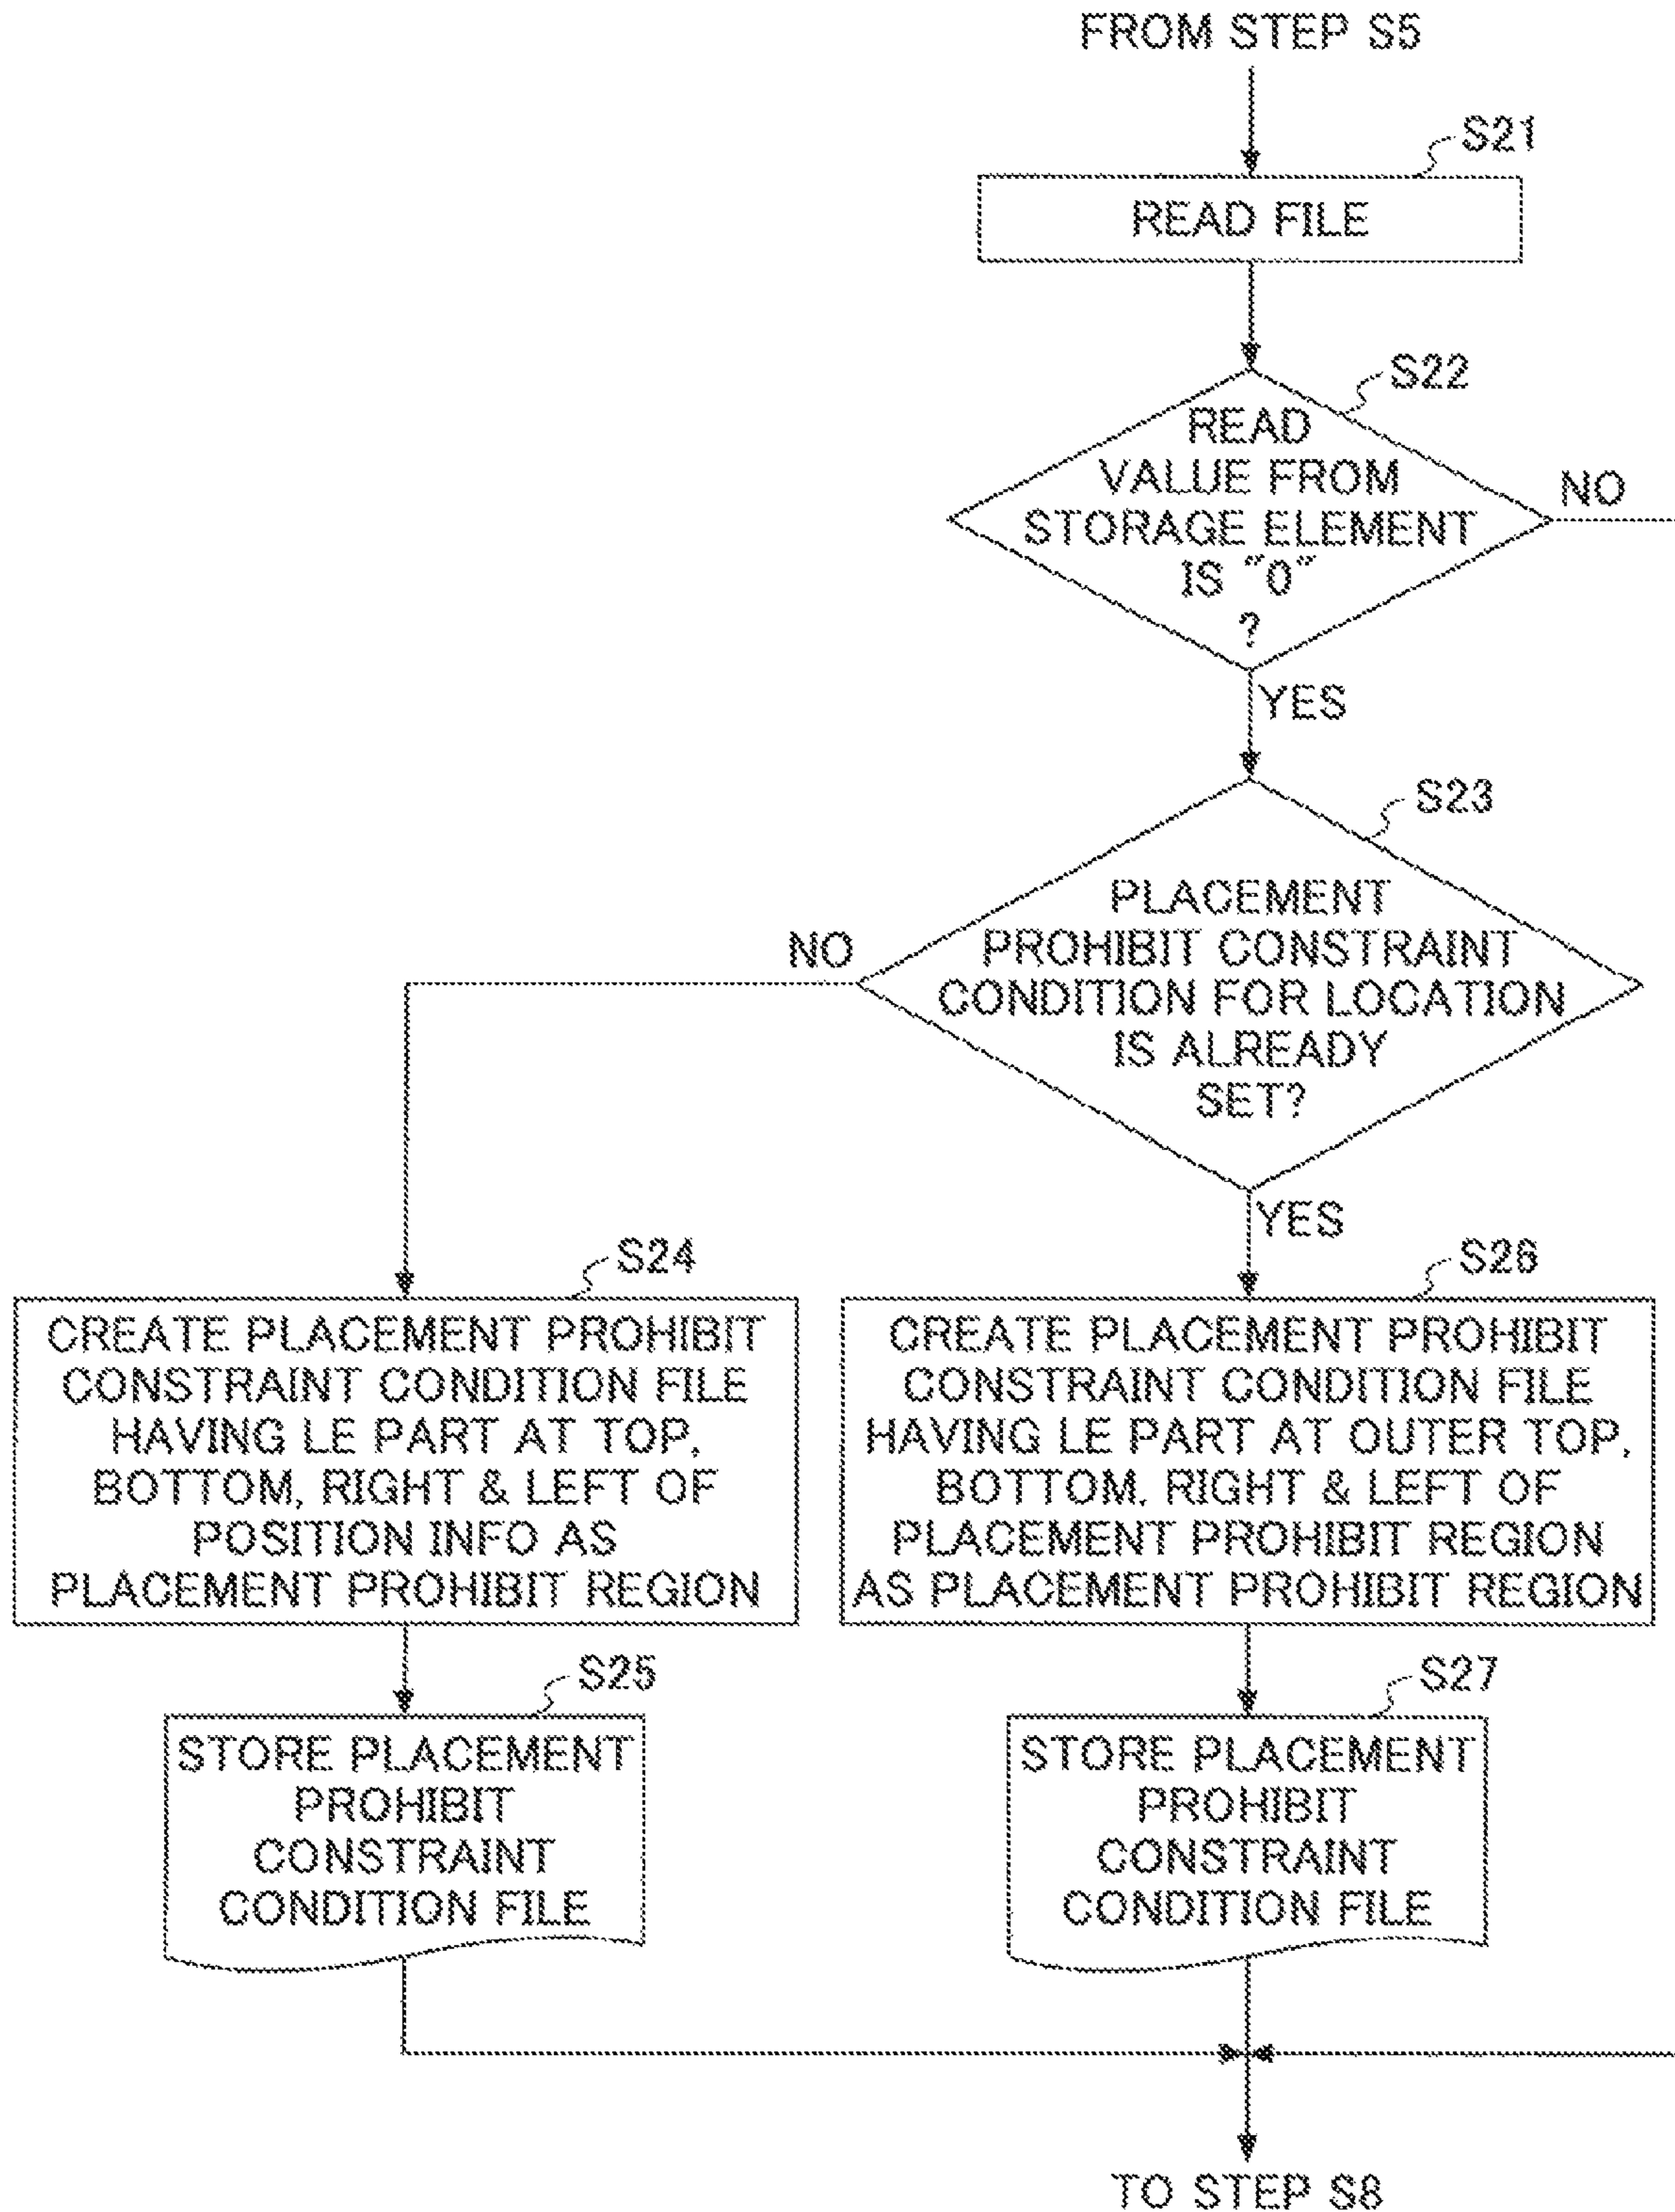 FROM STEP S5
S21
READ FILE
S22
READ
VALUE FROM
STORAGE ELEMENT
IS "0"
?
NO
YES
S23
PLACEMENT
PROHIBIT CONSTRAINT
CONDITION FOR LOCATION
IS ALREADY
SET?
NO
YES
S24
CREATE PLACEMENT PROHIBIT
CONSTRAINT CONDITION FILE
HAVING LE PART AT TOP,
BOTTOM, RIGHT & LEFT OF
POSITION INFO AS
PLACEMENT PROHIBIT REGION
S26
CREATE PLACEMENT PROHIBIT
CONSTRAINT CONDITION FILE
HAVING LE PART AT OUTER TOP,
BOTTOM, RIGHT & LEFT OF
PLACEMENT PROHIBIT REGION
AS PLACEMENT PROHIBIT REGION
S25
STORE PLACEMENT
PROHIBIT
CONSTRAINT
CONDITION FILE
S27
STORE PLACEMENT
PROHIBIT
CONSTRAINT
CONDITION FILE
TO STEP S8